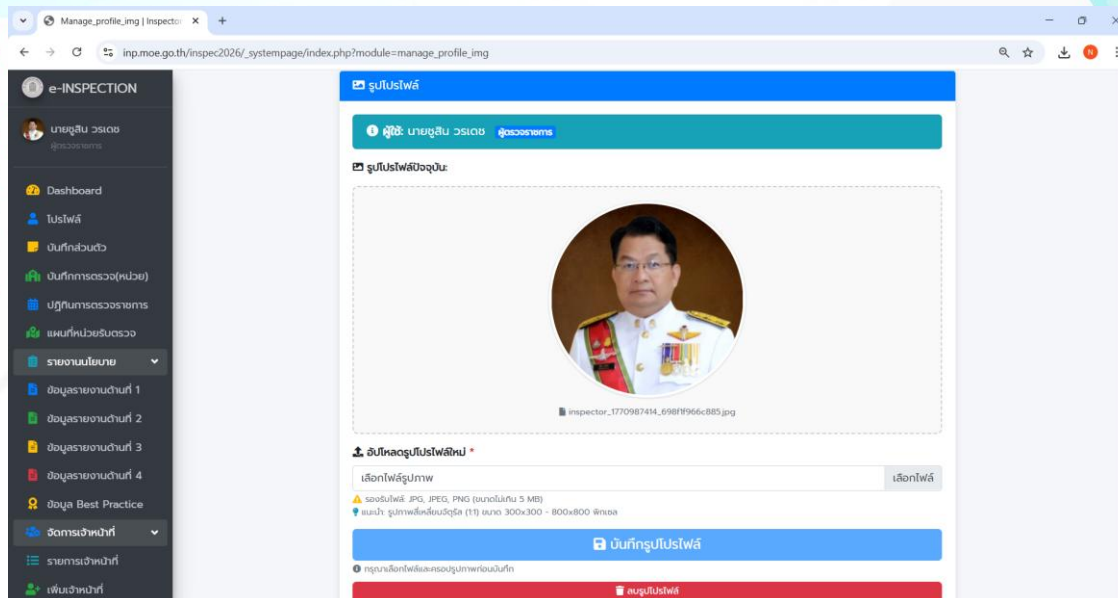 Manage_profile_img | Inspector
inp.moe.go.th/inspec2026/_systempage/index.php?module=manage_profile_img
N
e-INSPECTION
นายชูสิน วรเดช
ผู้ตรวจราชการ
Dashboard
โปรไฟล์
บันทึกส่วนตัว
บันทึกการตรวจ(หน่วย)
ปฏิทินการตรวจราชการ
แผนที่หน่วยรับตรวจ
รายงานนโยบาย
ข้อมูลรายงานด้านที่ 1
ข้อมูลรายงานด้านที่ 2
ข้อมูลรายงานด้านที่ 3
ข้อมูลรายงานด้านที่ 4
ข้อมูล Best Practice
จัดการเจ้าหน้าที่
รายการเจ้าหน้าที่
เพิ่มเจ้าหน้าที่
รูปโปรไฟล์
ผู้ใช้: นายชูสิน วรเดช ผู้ตรวจราชการ
รูปโปรไฟล์ปัจจุบัน:
inspector_1770987414_698f1f966c885.jpg
อัปโหลดรูปโปรไฟล์ใหม่ *
เลือกไฟล์รูปภาพ เลือกไฟล์
รองรับไฟล์: JPG, JPEG, PNG (ขนาดไม่เกิน 5 MB)
แนะนำ: รูปภาพสี่เหลี่ยมจัตุรัส (1:1) ขนาด 300x300 - 800x800 พิกเซล
บันทึกรูปโปรไฟล์
กรุณาเลือกไฟล์และครอปรูปภาพก่อนบันทึก
ลบรูปโปรไฟล์